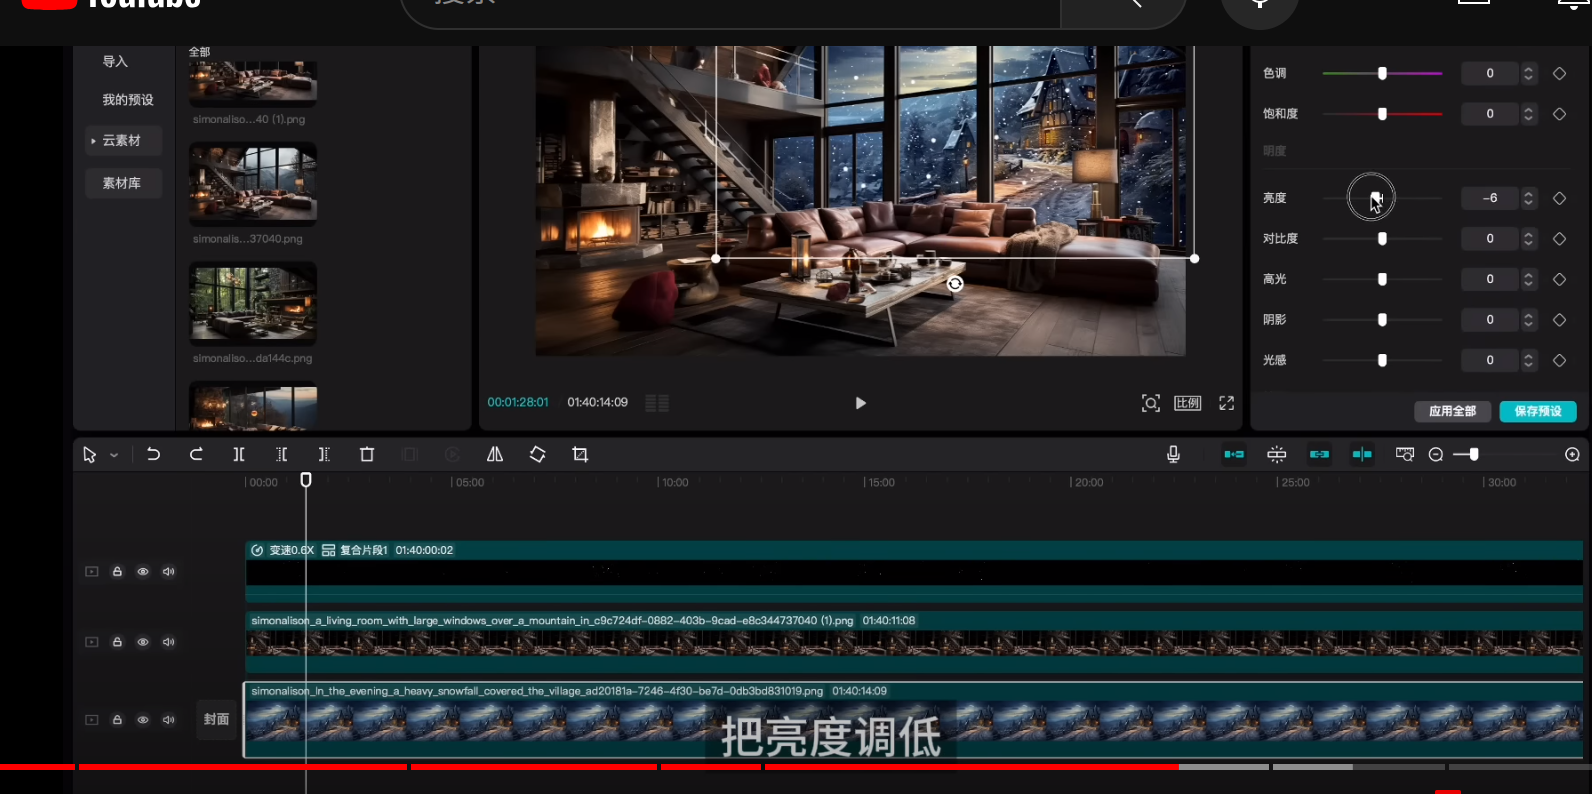 YouTube
搜索
导入
我的预设
云素材
素材库
全部
simonaliso...40 (1).png
simonalis...37040.png
simonaliso...da144c.png
00:01:28:01
01:40:14:09
比例
色调
0
饱和度
0
明度
亮度
-6
对比度
0
高光
0
阴影
0
光感
0
应用全部
保存预设
00:00
05:00
10:00
15:00
20:00
25:00
30:00
变速0.6X 复合片段1 01:40:00:02
simonalison_a_living_room_with_large_windows_over_a_mountain_in_c9c724df-0882-403b-9cad-e8c344737040 (1).png 01:40:11:08
simonalison_In_the_evening_a_heavy_snowfall_covered_the_village_ad20181a-7246-4f30-be7d-0db3bd831019.png 01:40:14:09
封面
把亮度调低